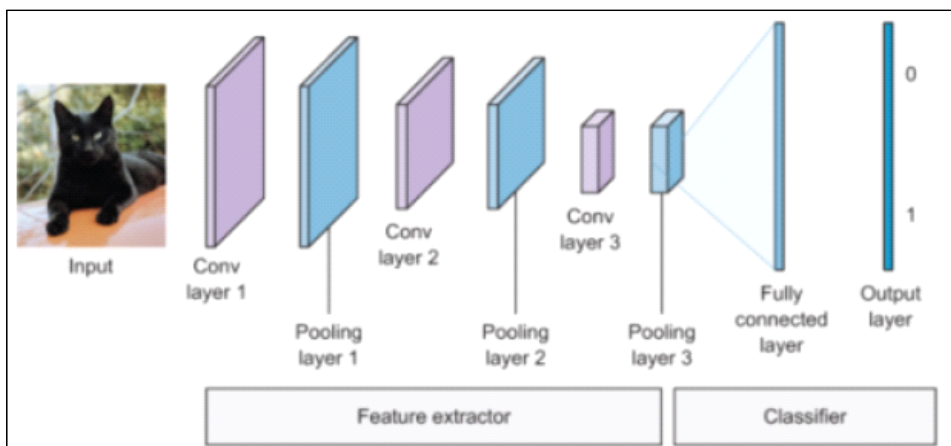 Input
Conv
layer 1
Pooling
layer 1
Conv
layer 2
Pooling
layer 2
Conv
layer 3
Pooling
layer 3
Fully
connected
layer
0
1
Output
layer
Feature extractor
Classifier